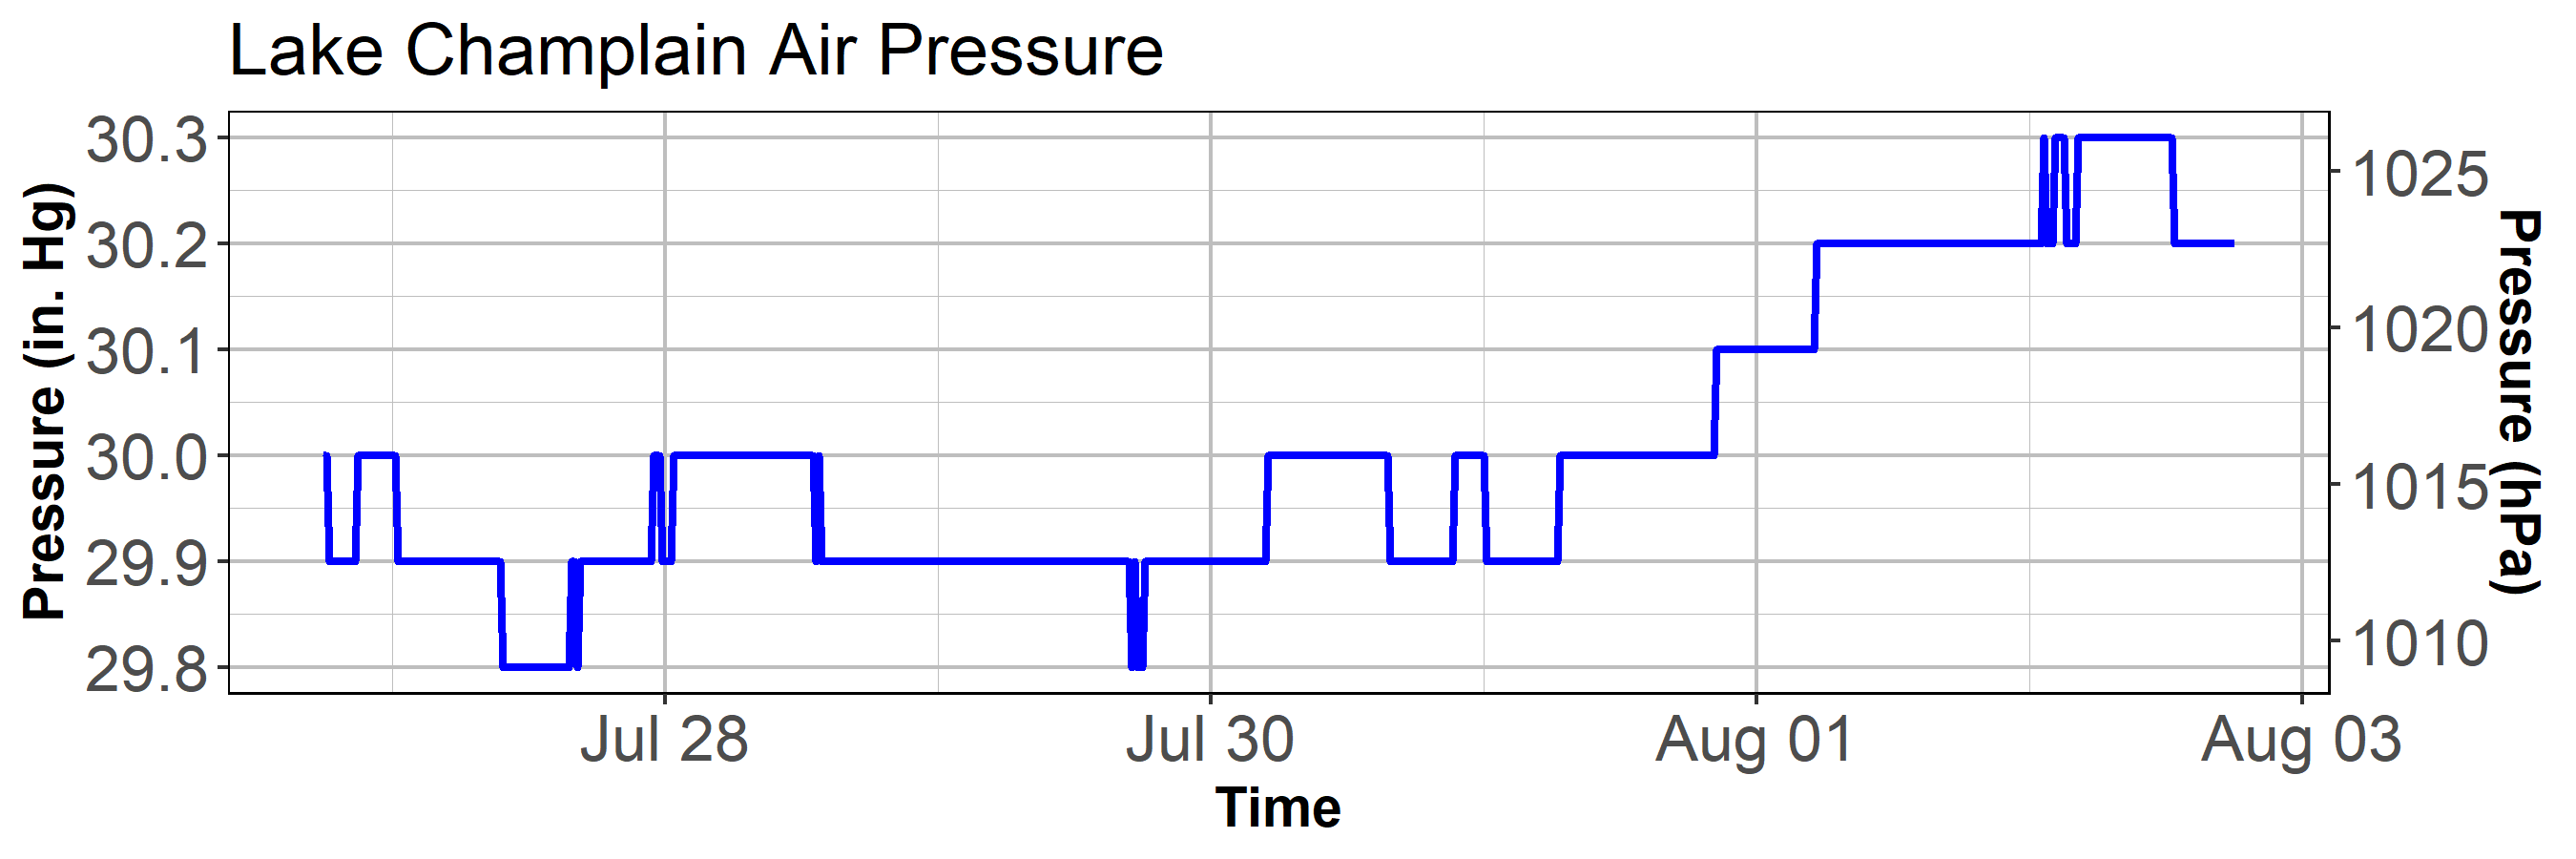 Lake Champlain Air Pressure
Pressure (in. Hg)
30.3
30.2
30.1
30.0
29.9
29.8
1025
1020
1015
1010
Pressure (hPa)
Jul 28 Jul 30 Aug 01 Aug 03
Time